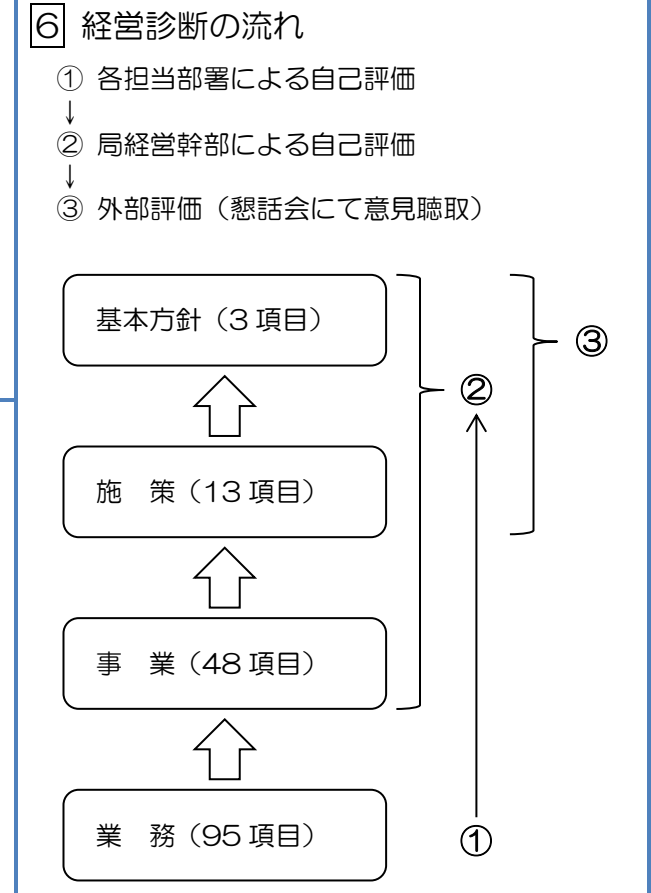 6 経営診断の流れ
① 各担当部署による自己評価
↓
② 局経営幹部による自己評価
↓
③ 外部評価（懇話会にて意見聴取）
基本方針（3 項目）
③
②
施　策（13 項目）
事　業（48 項目）
業　務（95 項目）
①